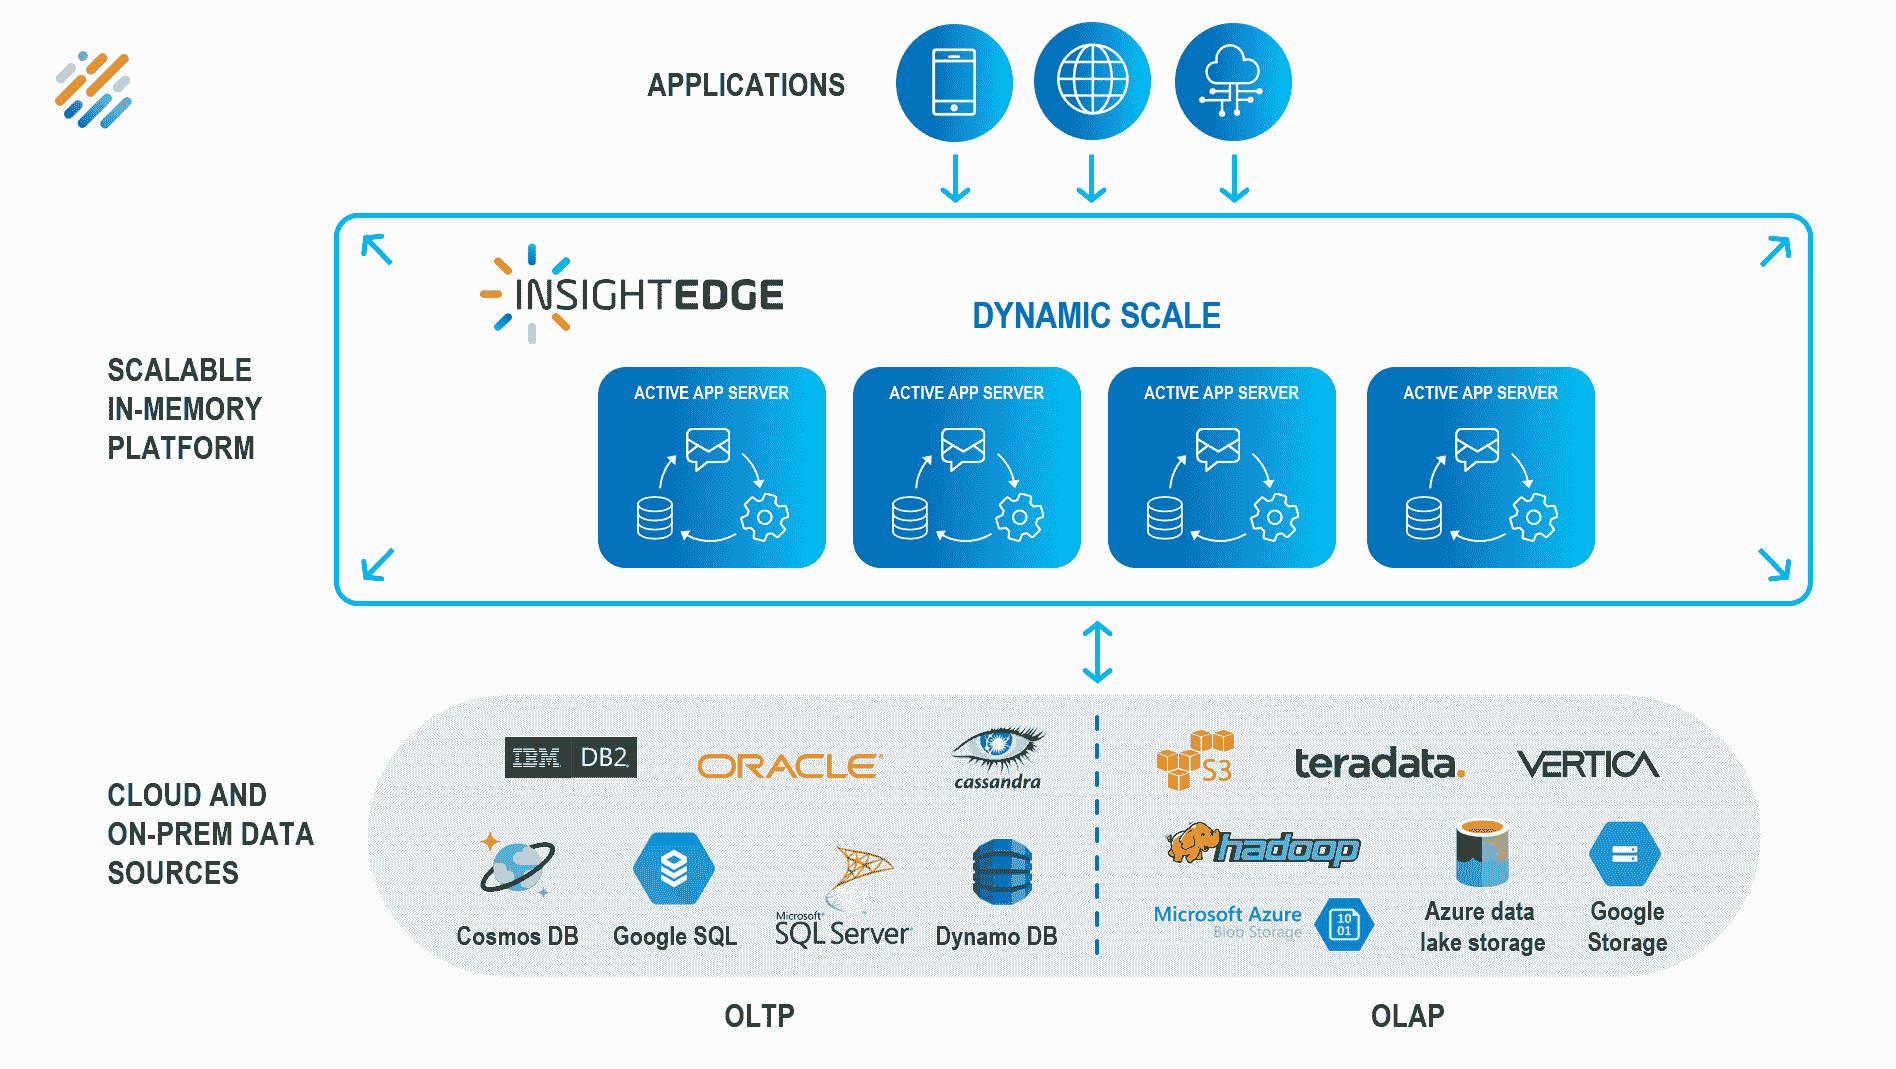 APPLICATIONS
INSIGHTEDGE
DYNAMIC SCALE
SCALABLE
IN-MEMORY
PLATFORM
ACTIVE APP SERVER
ACTIVE APP SERVER
ACTIVE APP SERVER
ACTIVE APP SERVER
CLOUD AND
ON-PREM DATA
SOURCES
IBM DB2
ORACLE
cassandra
S3
teradata.
VERTICA
Cosmos DB
Google SQL
Microsoft
SQL Server
Dynamo DB
hadoop
Microsoft Azure
Blob Storage
10
01
Azure data
lake storage
Google
Storage
OLTP
OLAP